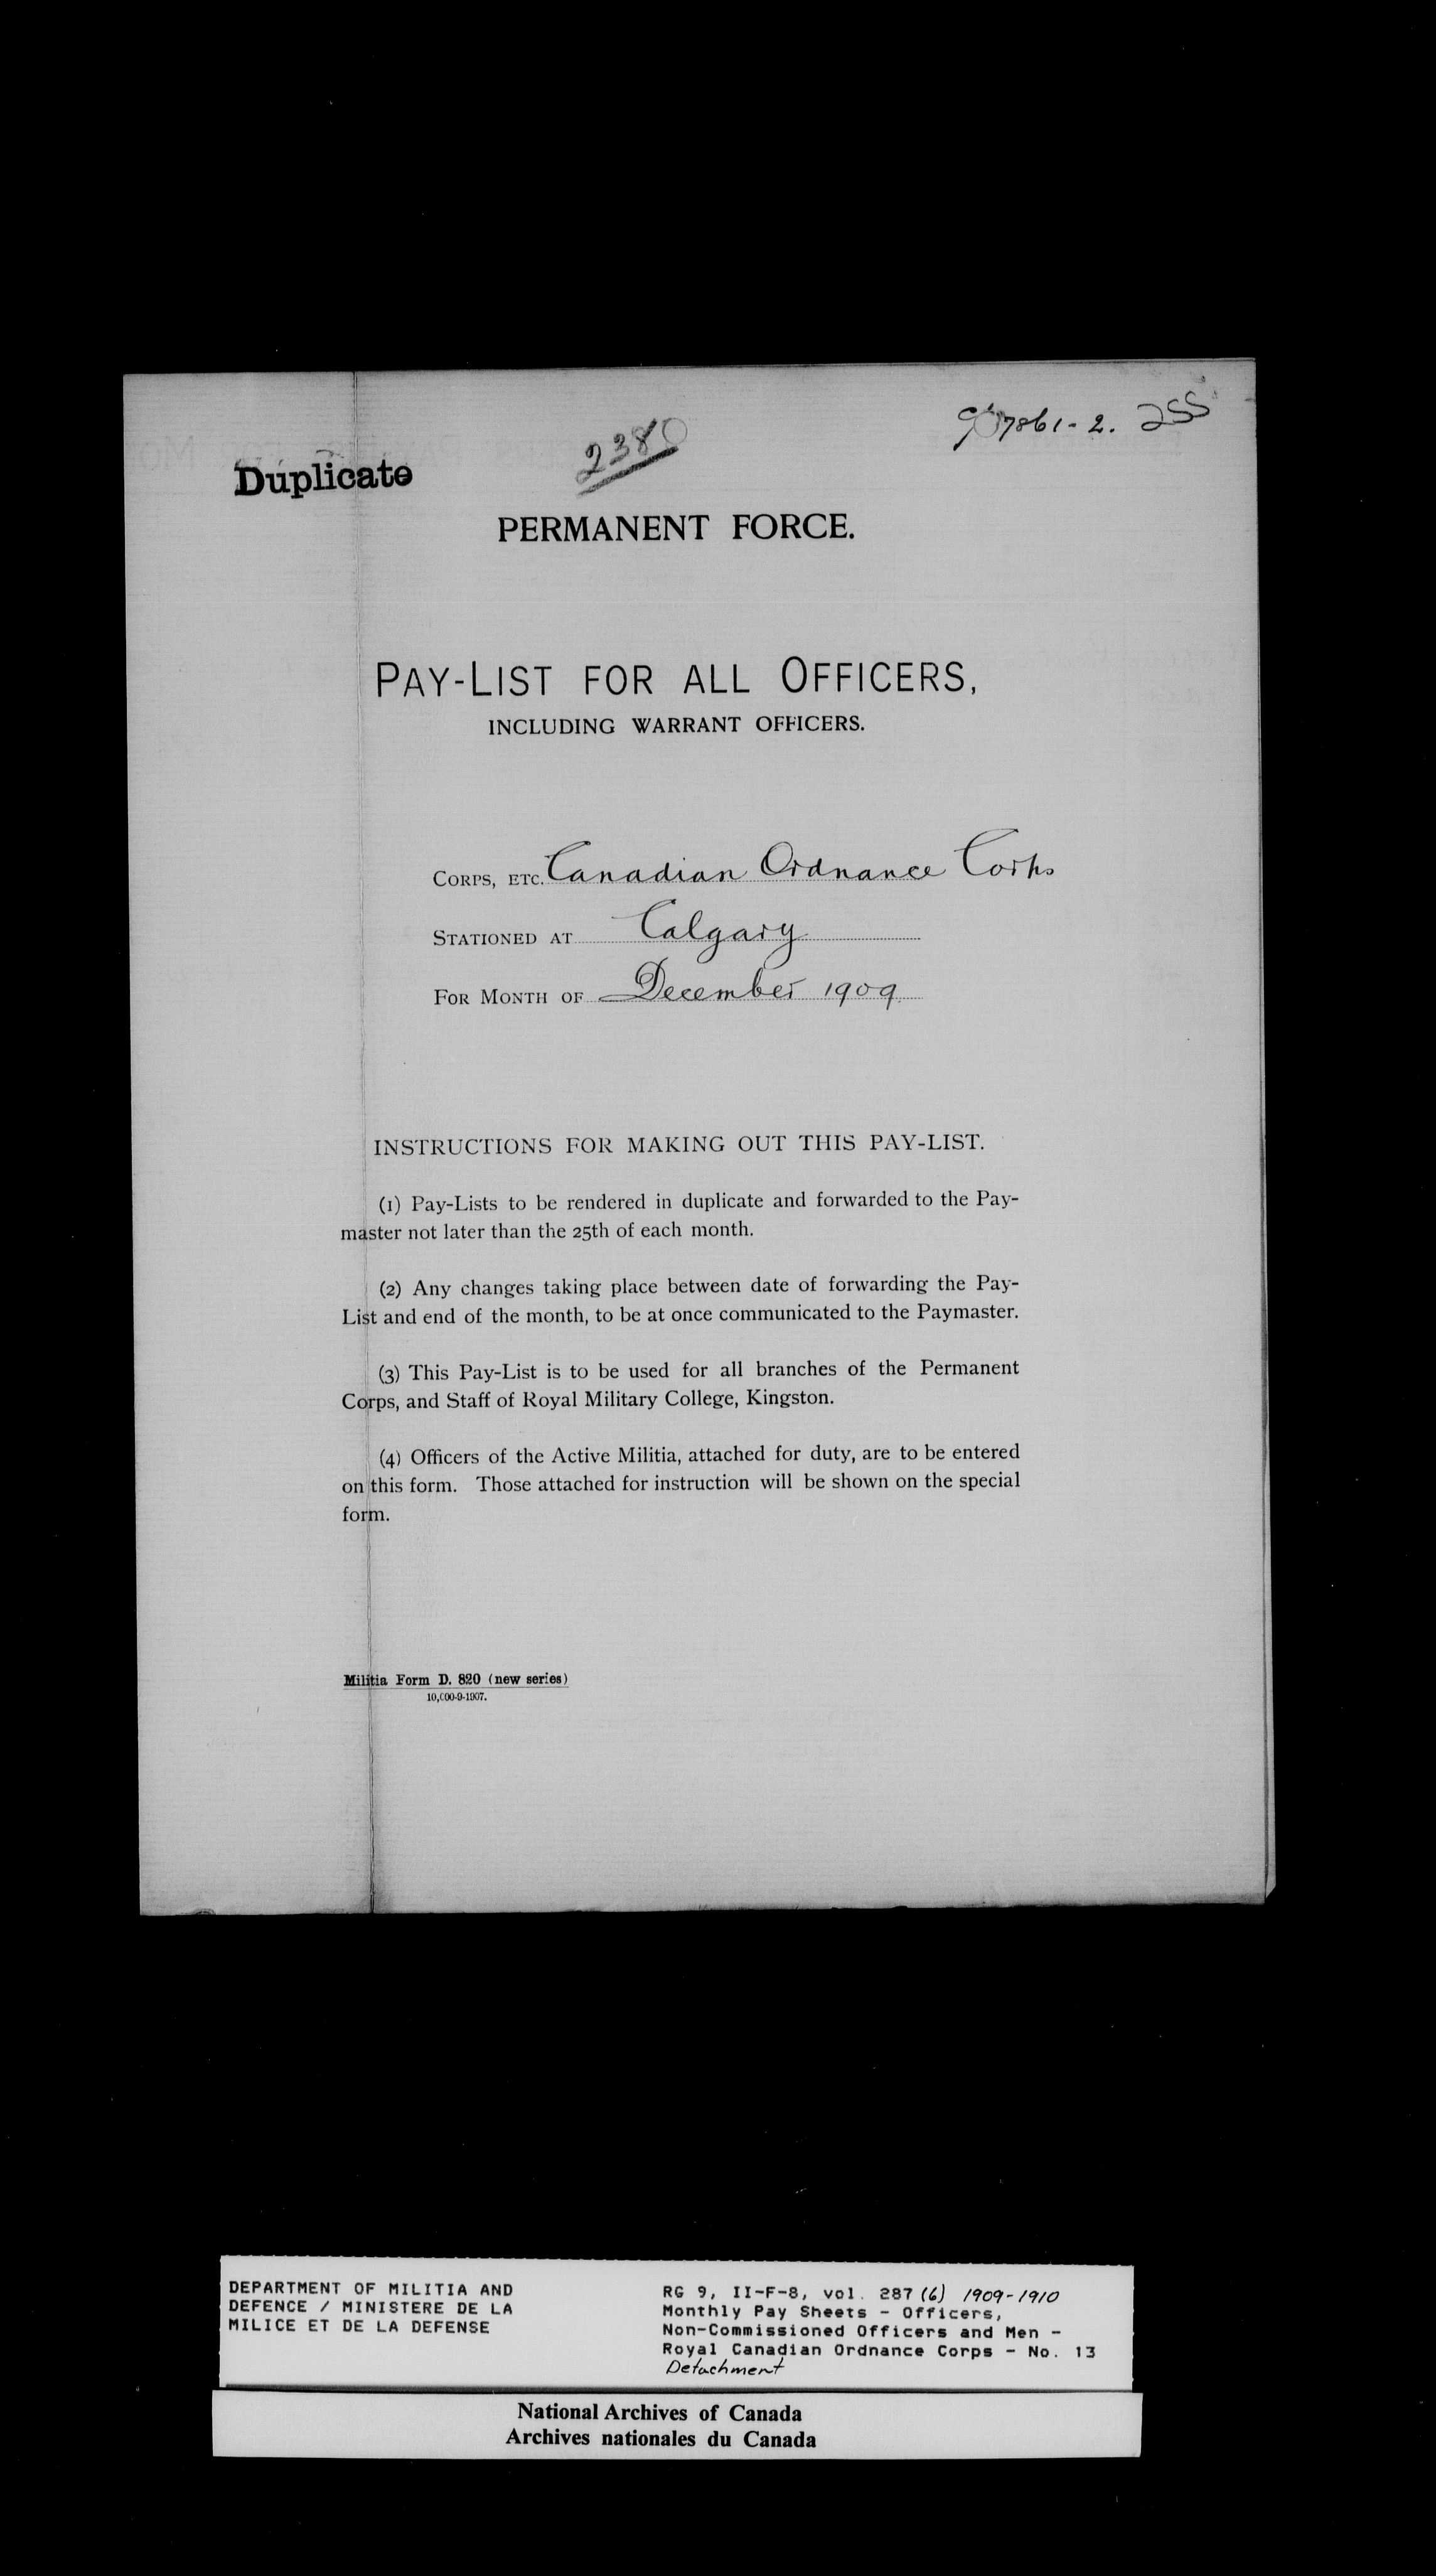 7861-2. 255
2380
Duplicate
PERMANENT FORCE.
PAY-LIST FOR ALL OFFICERS,
INCLUDING WARRANT OFFICERS.
CORPS, ETC. Canadian Ordnance Corps
STATIONED AT Calgary
FOR MONTH OF December 1909.
INSTRUCTIONS FOR MAKING OUT THIS PAY-LIST.
(1) Pay-Lists to be rendered in duplicate and forwarded to the Pay-
master not later than the 25th of each month.
(2) Any changes taking place between date of forwarding the Pay-
List and end of the month, to be at once communicated to the Paymaster.
(3) This Pay-List is to be used for all branches of the Permanent
Corps, and Staff of Royal Military College, Kingston.
(4) Officers of the Active Militia, attached for duty, are to be entered
on this form. Those attached for instruction will be shown on the special
form.
Militia Form D. 820 (new series)
10,000-9-1907.
DEPARTMENT OF MILITIA AND
DEFENCE / MINISTERE DE LA
MILICE ET DE LA DEFENSE
RG 9, II-F-8, vol. 287 (6) 1909-1910
Monthly Pay Sheets - Officers,
Non-Commissioned Officers and Men -
Royal Canadian Ordnance Corps - No. 13
Detachment
National Archives of Canada
Archives nationales du Canada